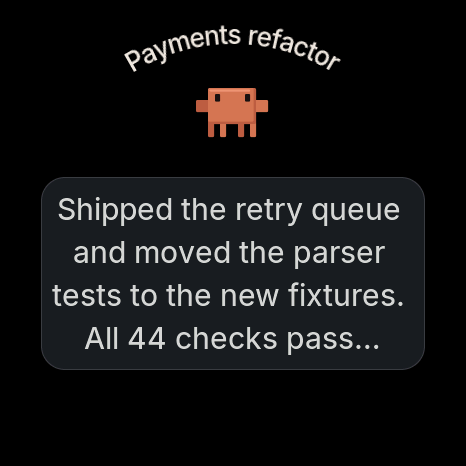 Payments refactor
Shipped the retry queue
and moved the parser
tests to the new fixtures.
All 44 checks pass...